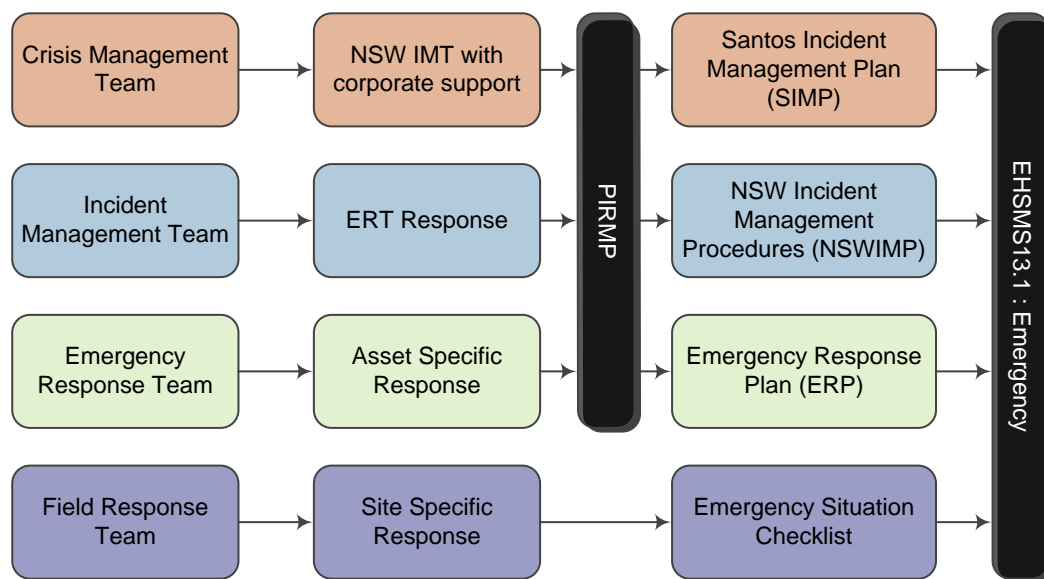 Crisis Management
Team
NSW IMT with
corporate support
Santos Incident
Management Plan
(SIMP)
Incident
Management Team
ERT Response
PIRMP
NSW Incident
Management
Procedures (NSWIMP)
EHSMS13.1 : Emergency
Emergency
Response Team
Asset Specific
Response
Emergency Response
Plan (ERP)
Field Response
Team
Site Specific
Response
Emergency Situation
Checklist